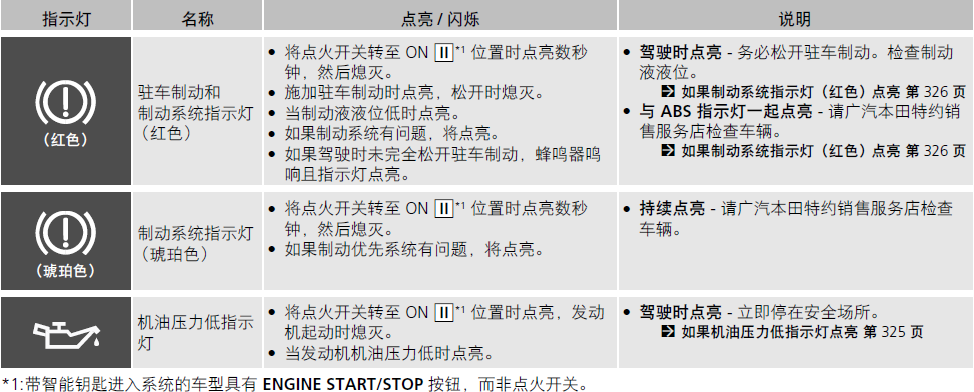 指示灯
名称
点亮 / 闪烁
说明
(红色)
驻车制动和
制动系统指示灯
（红色）
● 将点火开关转至 ON II*1 位置时点亮数秒
钟，然后熄灭。
● 施加驻车制动时点亮，松开时熄灭。
● 当制动液液位低时点亮。
● 如果制动系统有问题，将点亮。
● 如果驾驶时未完全松开驻车制动，蜂鸣器鸣
响且指示灯点亮。
● 驾驶时点亮 - 务必松开驻车制动。检查制动
液液位。
如果制动系统指示灯（红色）点亮 第 326 页
● 与 ABS 指示灯一起点亮 - 请广汽本田特约销
售服务店检查车辆。
如果制动系统指示灯（红色）点亮 第 326 页
（琥珀色）
制动系统指示灯
（琥珀色）
● 将点火开关转至 ON II*1 位置时点亮数秒
钟，然后熄灭。
● 如果制动优先系统有问题，将点亮。
● 持续点亮 - 请广汽本田特约销售服务店检查
车辆。
机油压力低指示
灯
● 将点火开关转至 ON II*1 位置时点亮，发动
机起动时熄灭。
● 当发动机机油压力低时点亮。
● 驾驶时点亮 - 立即停在安全场所。
如果机油压力低指示灯点亮 第 325 页
*1:带智能钥匙进入系统的车型具有 ENGINE START/STOP 按钮，而非点火开关。